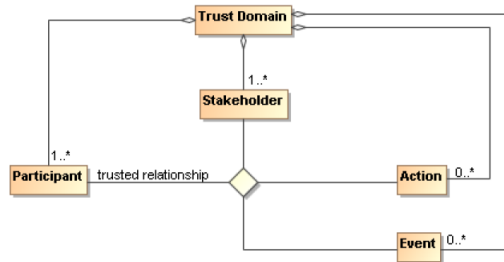 Trust Domain
1..*
Stakeholder
1..*
Participant
trusted relationship
Action
0..*
Event
0..*